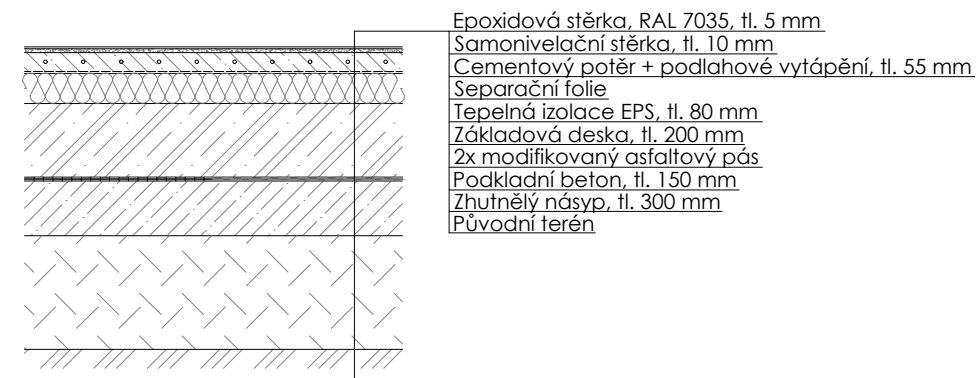 Epoxidová stěrka, RAL 7035, tl. 5 mm
Samonivelační stěrka, tl. 10 mm
Cementový potěr + podlahové vytápění, tl. 55 mm
Separační folie
Tepelná izolace EPS, tl. 80 mm
Základová deska, tl. 200 mm
2x modifikovaný asfaltový pás
Podkladní beton, tl. 150 mm
Zhutnělý násyp, tl. 300 mm
Původní terén